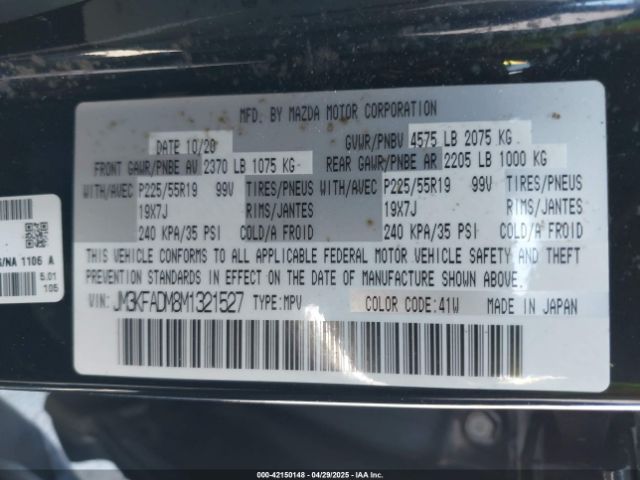 MFD. BY MAZDA MOTOR CORPORATION
DATE 10/20 GVWR/PNBV 4575 LB 2075 KG
FRONT GAWR/PNBE AV 2370 LB 1075 KG REAR GAWR/PNBE AR 2205 LB 1000 KG
WITH/AVEC P225/55R19 99V TIRES/PNEUS WITH/AVEC P225/55R19 99V TIRES/PNEUS
19X7J RIMS/JANTES 19X7J RIMS/JANTES
240 KPA/35 PSI COLD/A FROID 240 KPA/35 PSI COLD/A FROID
THIS VEHICLE CONFORMS TO ALL APPLICABLE FEDERAL MOTOR VEHICLE SAFETY AND THEFT
PREVENTION STANDARDS IN EFFECT ON THE DATE OF MANUFACTURE SHOWN ABOVE.
VIN: JM3KFADM8M1321527 TYPE:MPV COLOR CODE:41W MADE IN JAPAN
/NA 1106 A
5.01
105
000-42150148 - 04/29/2025 - IAA Inc.